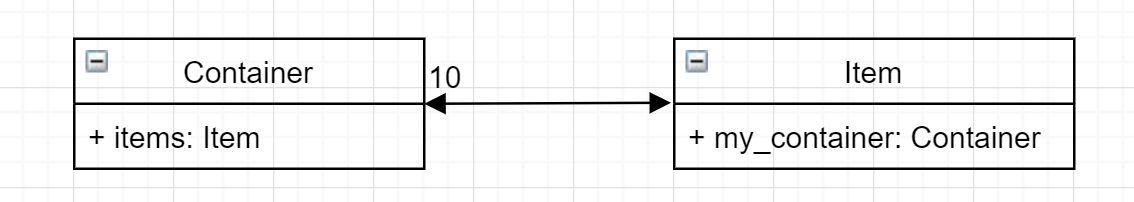 Container
+ items: Item
10
Item
+ my_container: Container